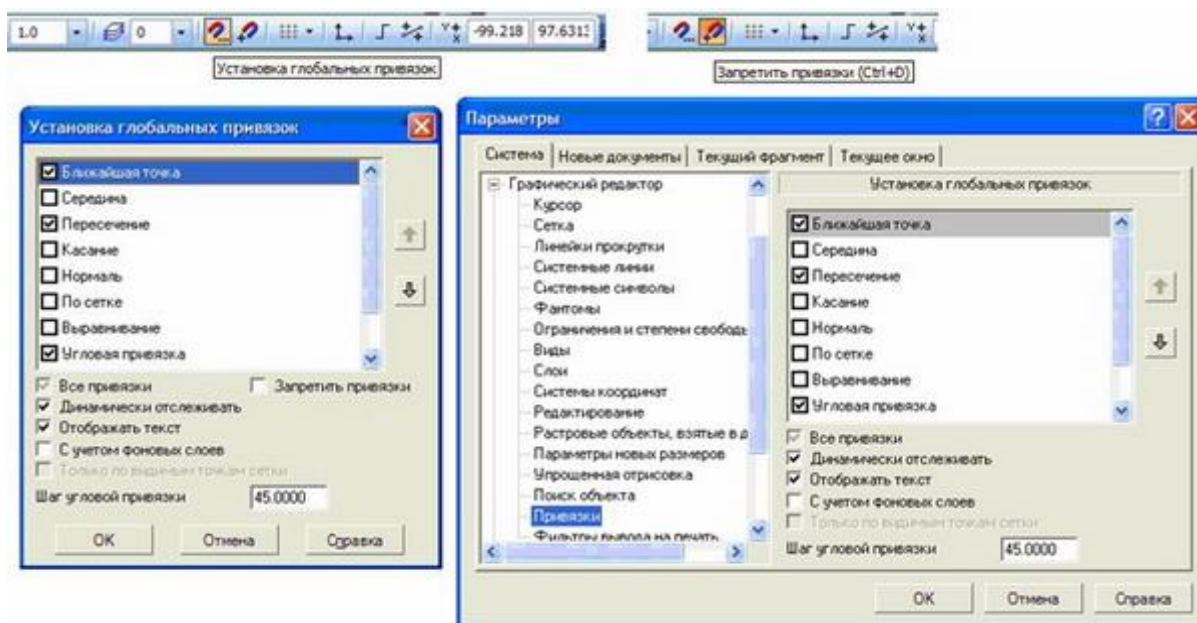 1.0 0 -99.218 97.631
Установка глобальных привязок
Запретить привязки (Ctrl+D)
Установка глобальных привязок
Ближайшая точка
Середина
Пересечение
Касание
Нормаль
По сетке
Выравнивание
Угловая привязка
Все привязки
Запретить привязки
Динамически отслеживать
Отображать текст
С учетом фоновых слоев
Только по видимым точкам сетки
Шаг угловой привязки 45.0000
OK Отмена Справка
Параметры
Система Новые документы Текущий фрагмент Текущее окно
Графический редактор
Курсор
Сетка
Линейки прокрутки
Системные линии
Системные символы
Фантомы
Ограничения и степени свободы
Виды
Слои
Системы координат
Редактирование
Растровые объекты, взятые в д
Параметры новых размеров
Упрощенная отрисовка
Поиск объекта
Привязки
Фильтры вывода на печать
Установка глобальных привязок
Ближайшая точка
Середина
Пересечение
Касание
Нормаль
По сетке
Выравнивание
Угловая привязка
Все привязки
Динамически отслеживать
Отображать текст
С учетом фоновых слоев
Только по видимым точкам сетки
Шаг угловой привязки 45.0000
OK Отмена Справка